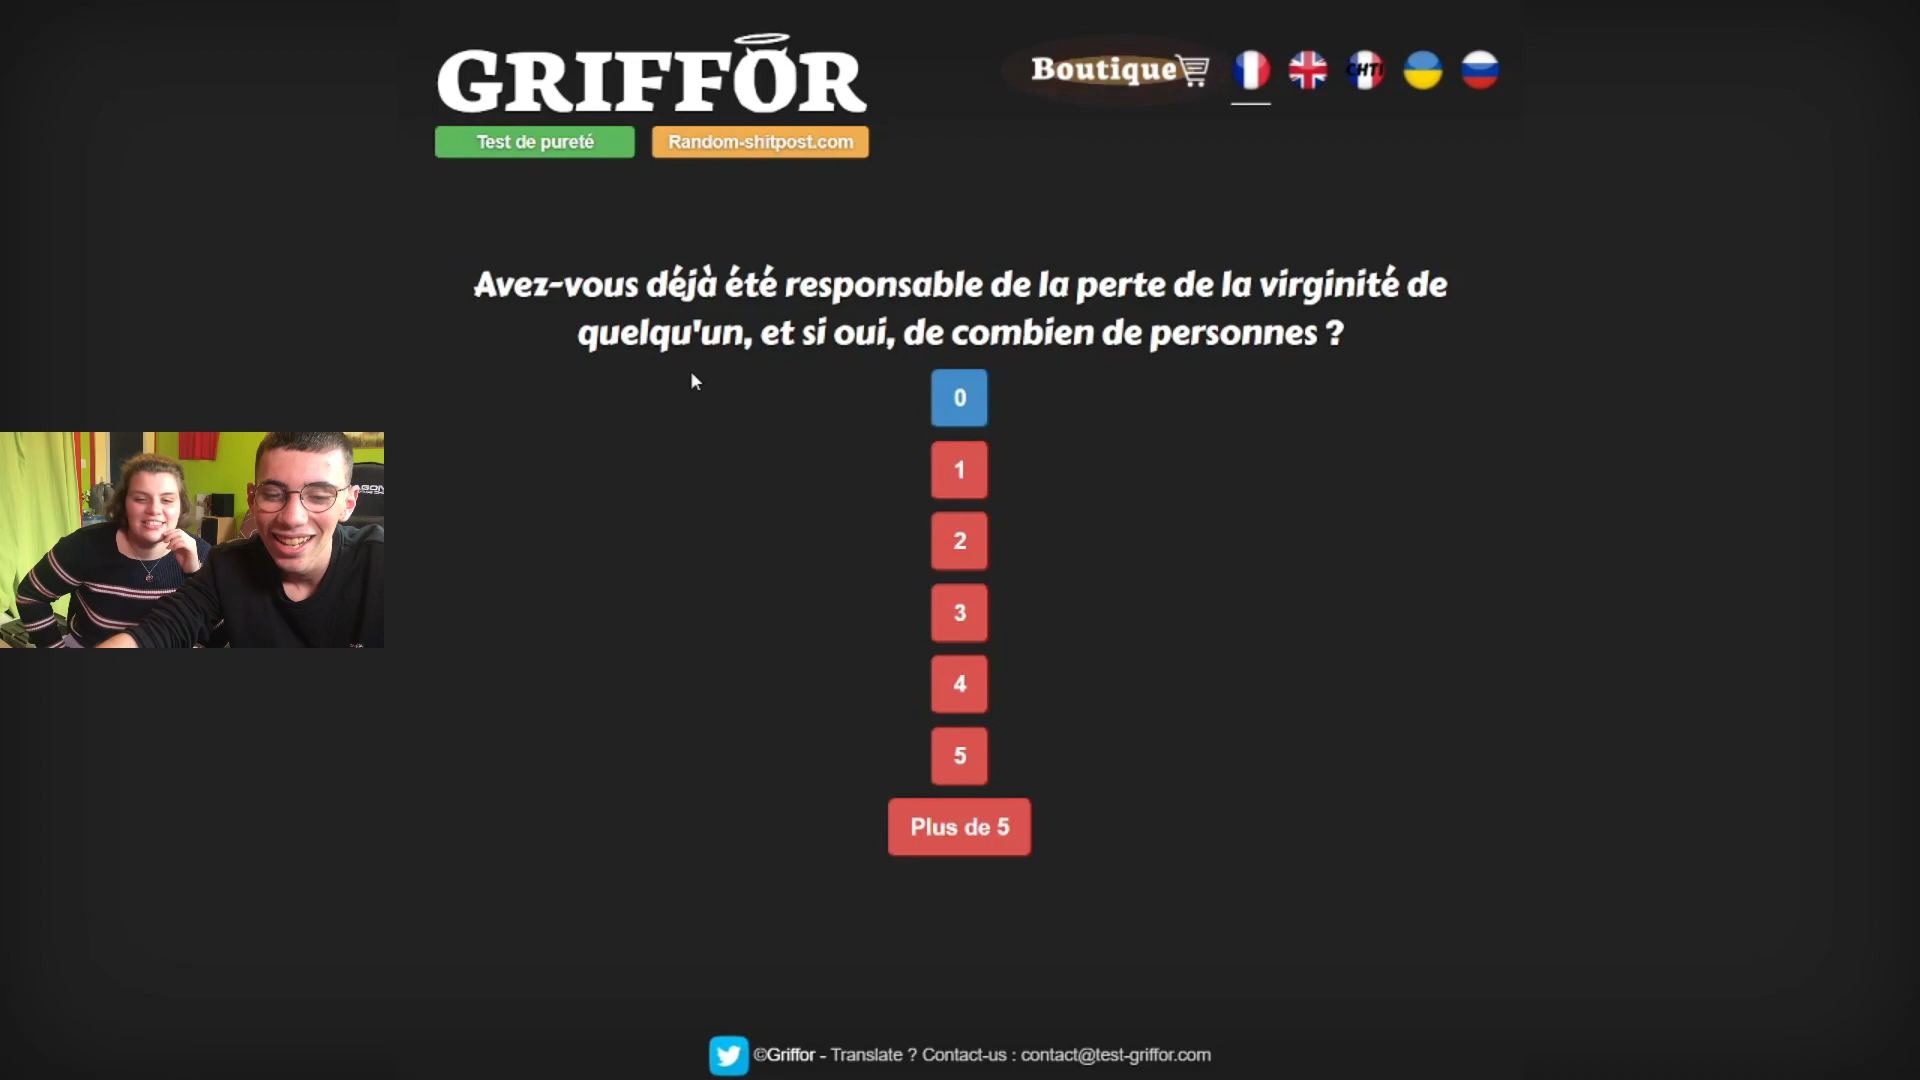 GRIFFOR
Boutique
CHTI
Test de pureté
Random-shitpost.com
Avez-vous déjà été responsable de la perte de la virginité de
quelqu'un, et si oui, de combien de personnes ?
0
1
2
3
4
5
Plus de 5
©Griffor - Translate ? Contact-us : contact@test-griffor.com